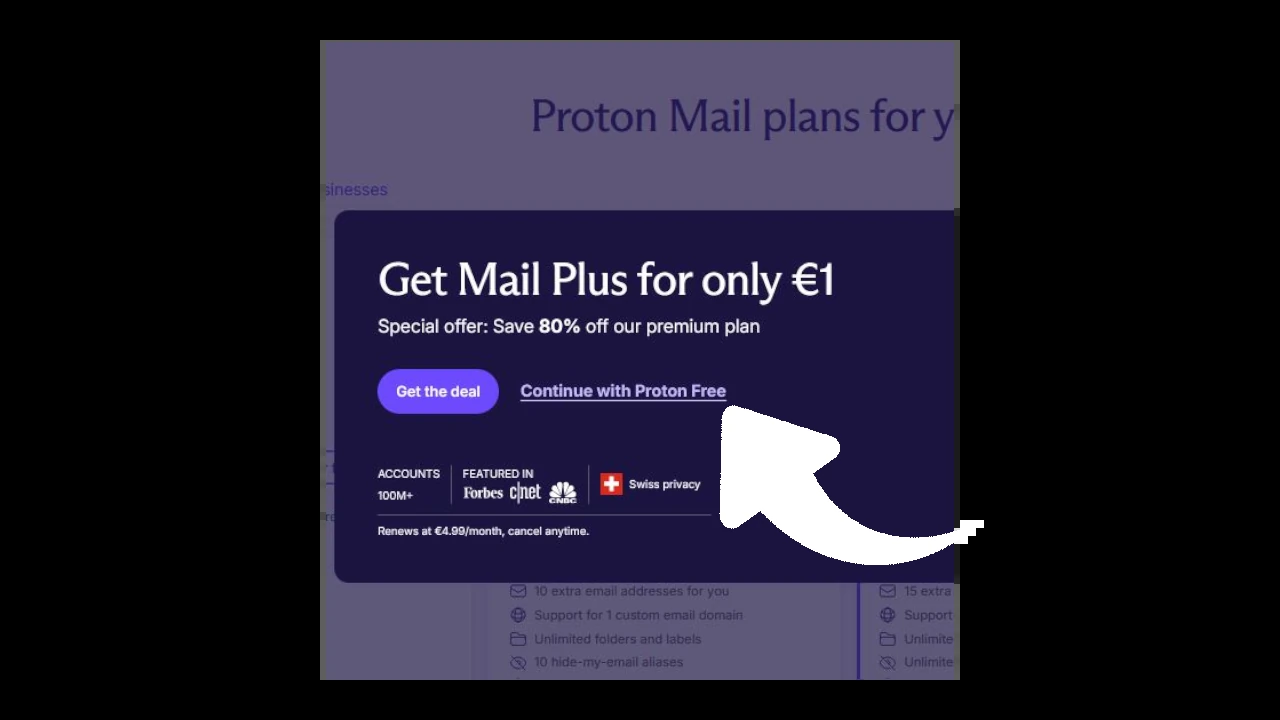 Proton Mail plans for y
sinesses
Get Mail Plus for only €1
Special offer: Save 80% off our premium plan
Get the deal
Continue with Proton Free
ACCOUNTS
100M+
FEATURED IN
Forbes c|net CNBC
Swiss privacy
Renews at €4.99/month, cancel anytime.
10 extra email addresses for you
Support for 1 custom email domain
Unlimited folders and labels
10 hide-my-email aliases
15 extra
Support
Unlimite
Unlimite